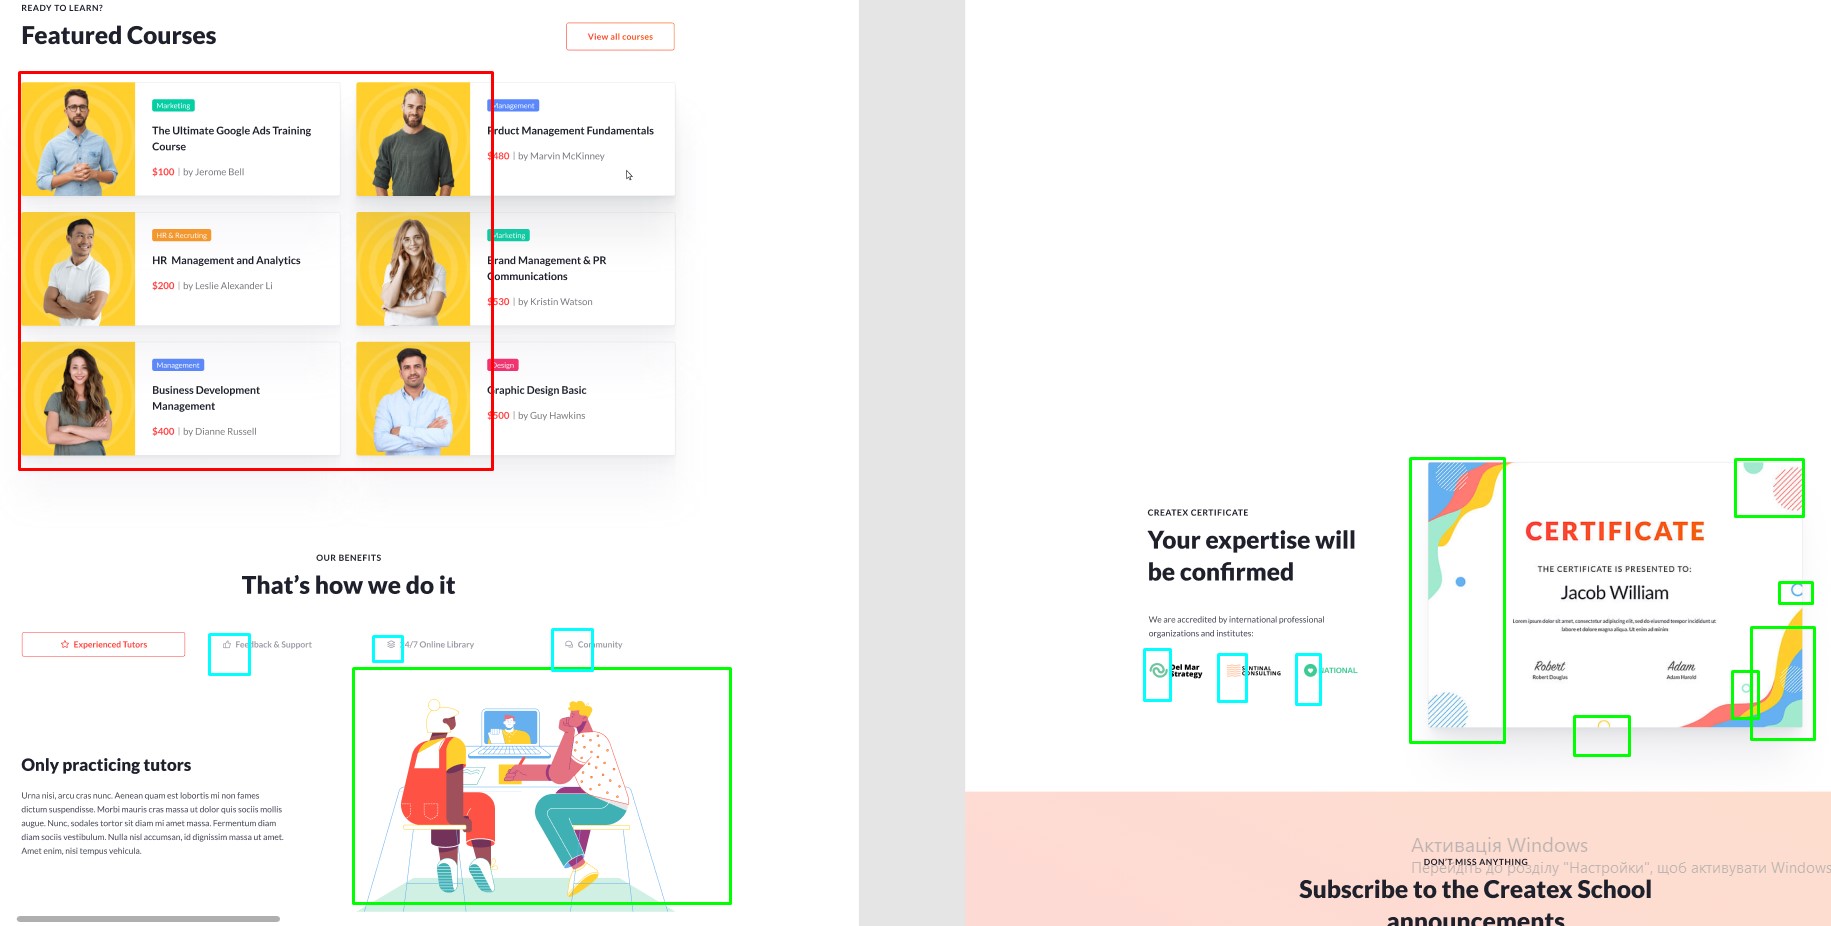 READY TO LEARN?
Featured Courses
View all courses
Marketing
The Ultimate Google Ads Training
Course
$100 | by Jerome Bell
Management
Prduct Management Fundamentals
$480 | by Marvin McKinney
HR & Recruting
HR Management and Analytics
$200 | by Leslie Alexander Li
Marketing
Brand Management & PR
Communications
$530 | by Kristin Watson
Management
Business Development
Management
$400 | by Dianne Russell
Design
Graphic Design Basic
$500 | by Guy Hawkins
OUR BENEFITS
That's how we do it
Experienced Tutors
Feedback & Support
24/7 Online Library
Community
Only practicing tutors
Urna nisi, arcu cras nunc. Aenean quam est lobortis mi non fames
dictum suspendisse. Morbi mauris cras massa ut dolor quis sociis mollis
augue. Nunc, sodales tortor sit diam mi amet massa. Fermentum diam
diam sociis vestibulum. Nulla nisl accumsan, id dignissim massa ut amet.
Amet enim, nisi tempus vehicula.
CREATEX CERTIFICATE
Your expertise will
be confirmed
We are accredited by international professional
organizations and institutes:
Del Mar
Strategy
SENTINAL
CONSULTING
NATIONAL
CERTIFICATE
THE CERTIFICATE IS PRESENTED TO:
Jacob William
Lorem ipsum dolor sit amet, consectetur adipiscing elit, sed do eiusmod tempor incididunt ut
labore et dolore magna aliqua. Ut enim ad minim
Robert
Robert Douglas
Adam
Adam Harold
Активація Windows
Перейдіть до розділу "Настройки", щоб активувати Windows
DON'T MISS ANYTHING
Subscribe to the Createx School
announcements